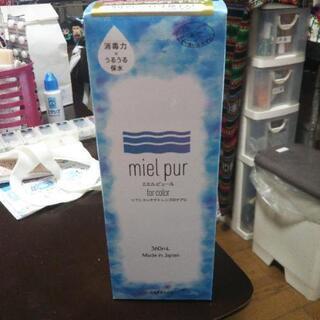 消毒力
×
うるうる
保水
miel pur
ミエルピュール
for color
ソフトコンタクトレンズ用ケア
360mL
Made in Japan